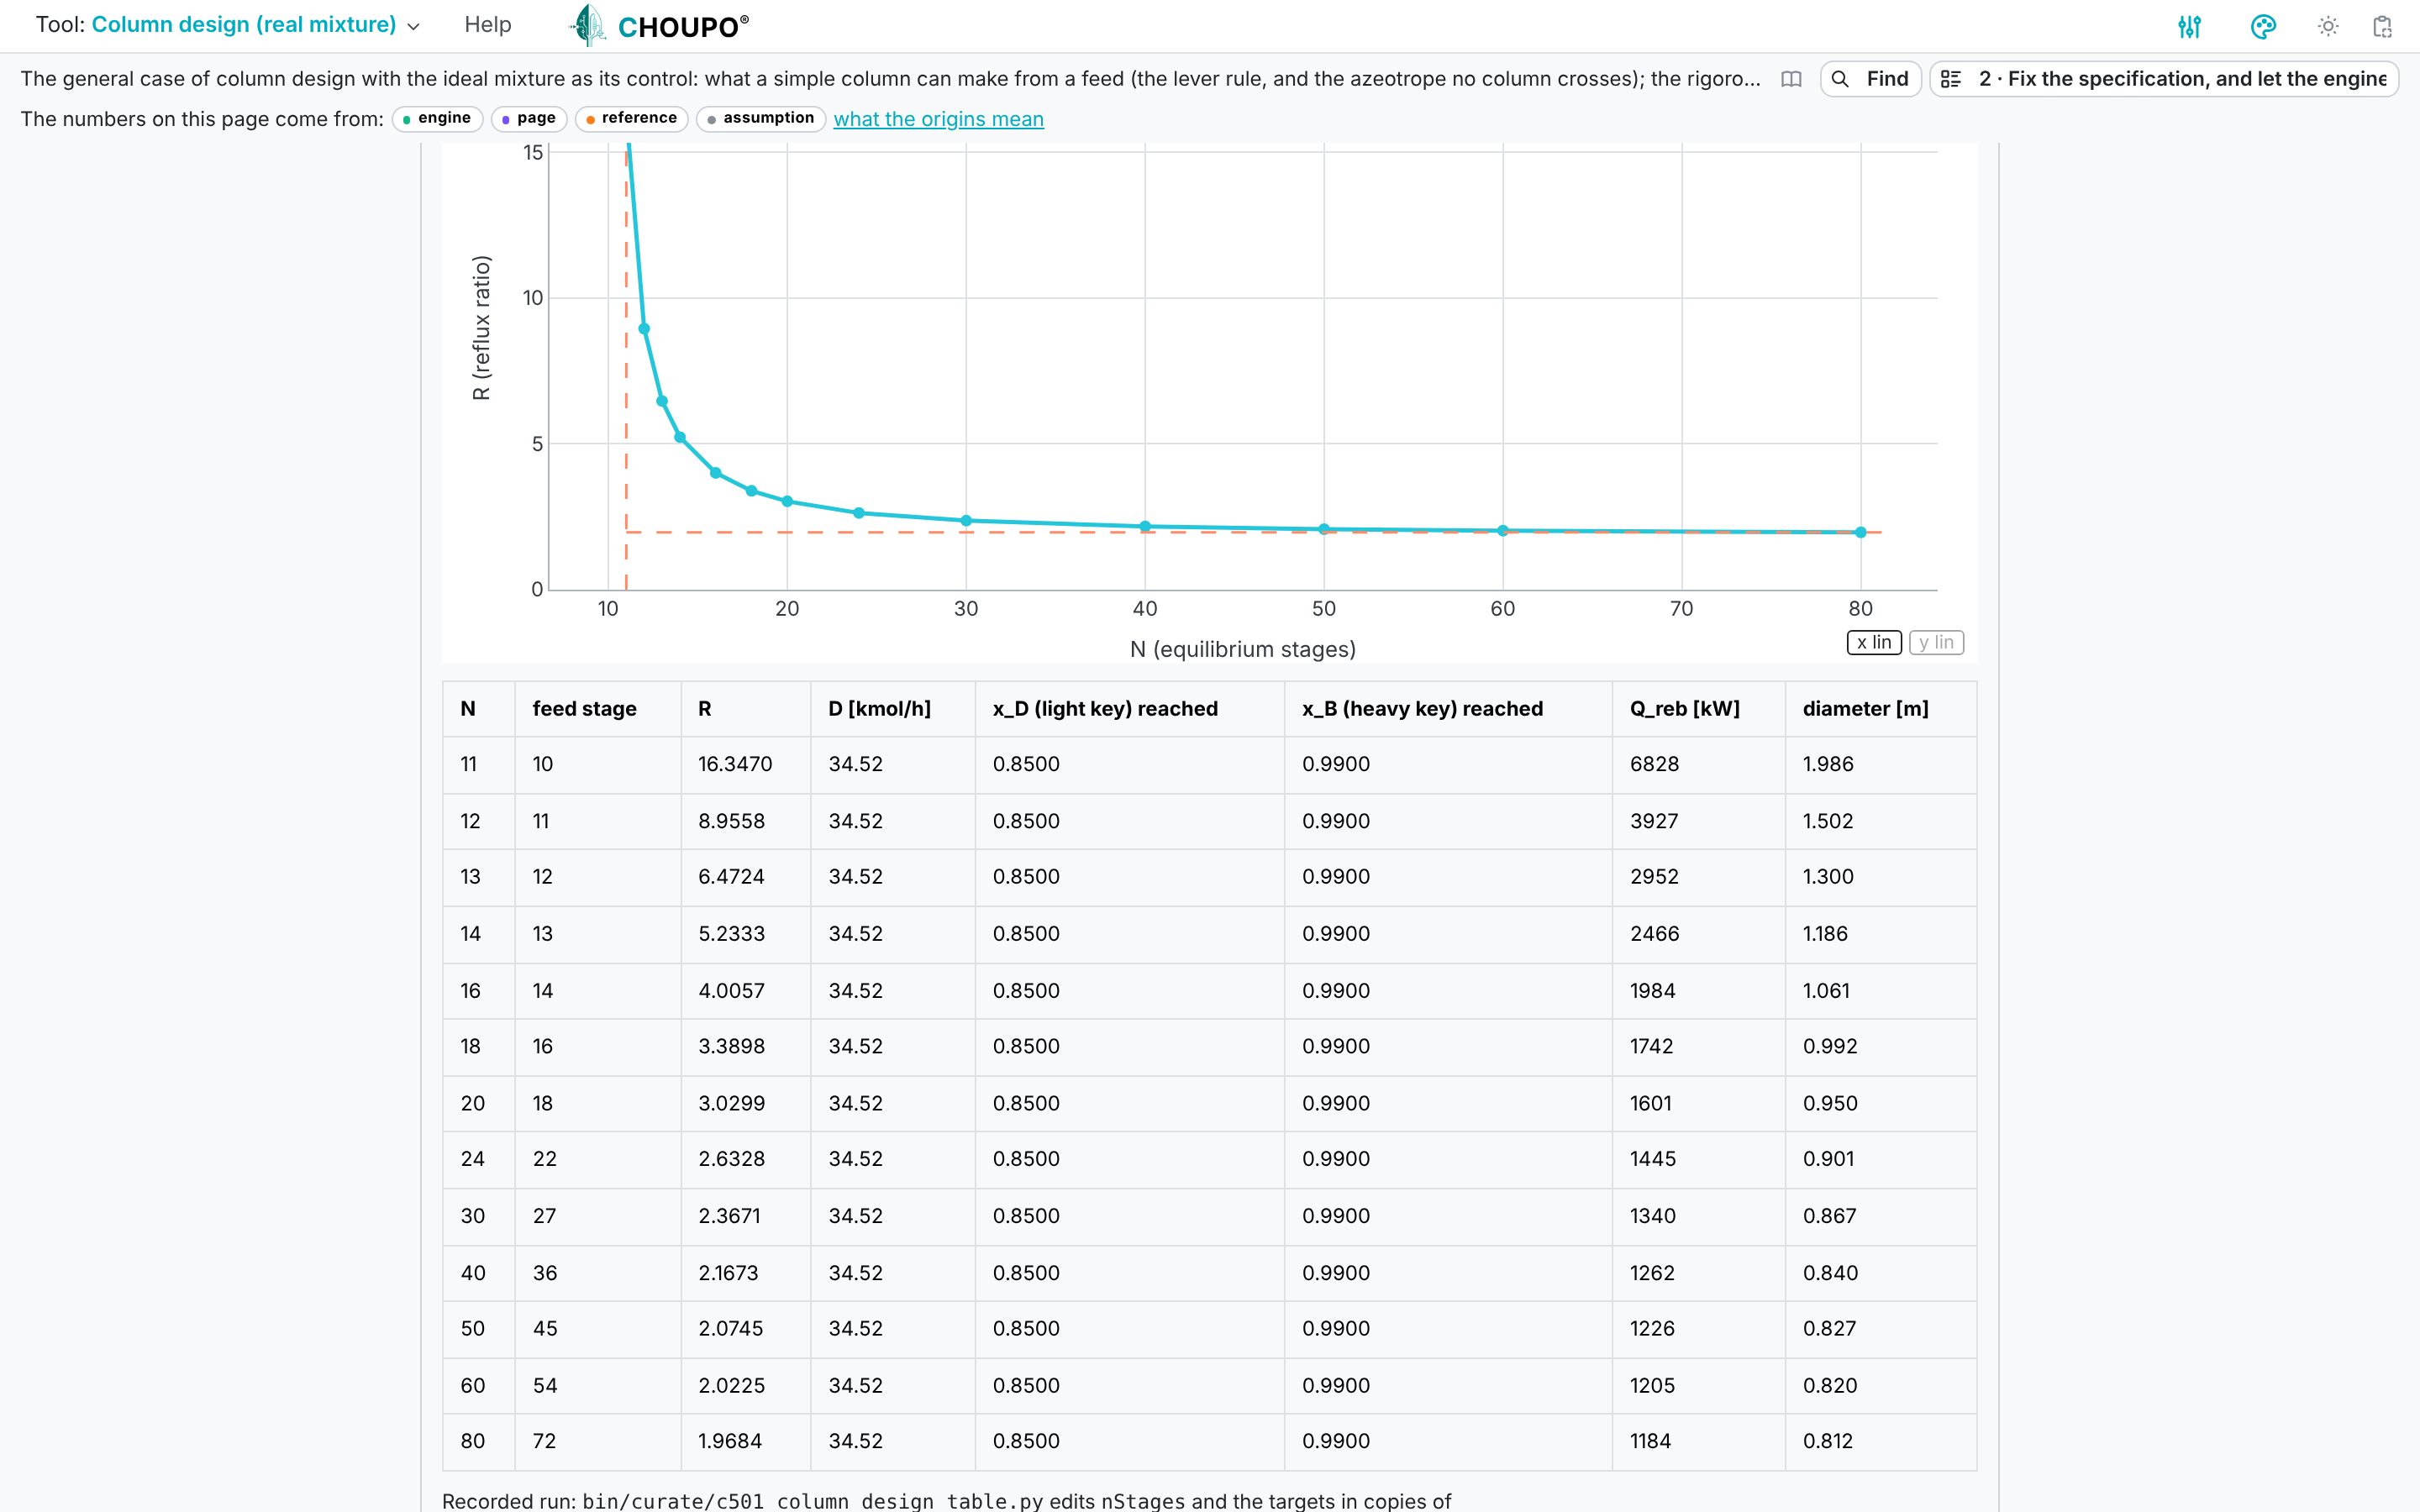 Tool: Column design (real mixture) Help CHOUPO®
The general case of column design with the ideal mixture as its control: what a simple column can make from a feed (the lever rule, and the azeotrope no column crosses); the rigoro... Find 2 · Fix the specification, and let the engine
The numbers on this page come from: engine page reference assumption what the origins mean
15
10
5
0
R (reflux ratio)
10 20 30 40 50 60 70 80
N (equilibrium stages)
x lin y lin
N feed stage R D [kmol/h] x_D (light key) reached x_B (heavy key) reached Q_reb [kW] diameter [m]
11 10 16.3470 34.52 0.8500 0.9900 6828 1.986
12 11 8.9558 34.52 0.8500 0.9900 3927 1.502
13 12 6.4724 34.52 0.8500 0.9900 2952 1.300
14 13 5.2333 34.52 0.8500 0.9900 2466 1.186
16 14 4.0057 34.52 0.8500 0.9900 1984 1.061
18 16 3.3898 34.52 0.8500 0.9900 1742 0.992
20 18 3.0299 34.52 0.8500 0.9900 1601 0.950
24 22 2.6328 34.52 0.8500 0.9900 1445 0.901
30 27 2.3671 34.52 0.8500 0.9900 1340 0.867
40 36 2.1673 34.52 0.8500 0.9900 1262 0.840
50 45 2.0745 34.52 0.8500 0.9900 1226 0.827
60 54 2.0225 34.52 0.8500 0.9900 1205 0.820
80 72 1.9684 34.52 0.8500 0.9900 1184 0.812
Recorded run: bin/curate/c501_column_design_table.py edits nStages and the targets in copies of